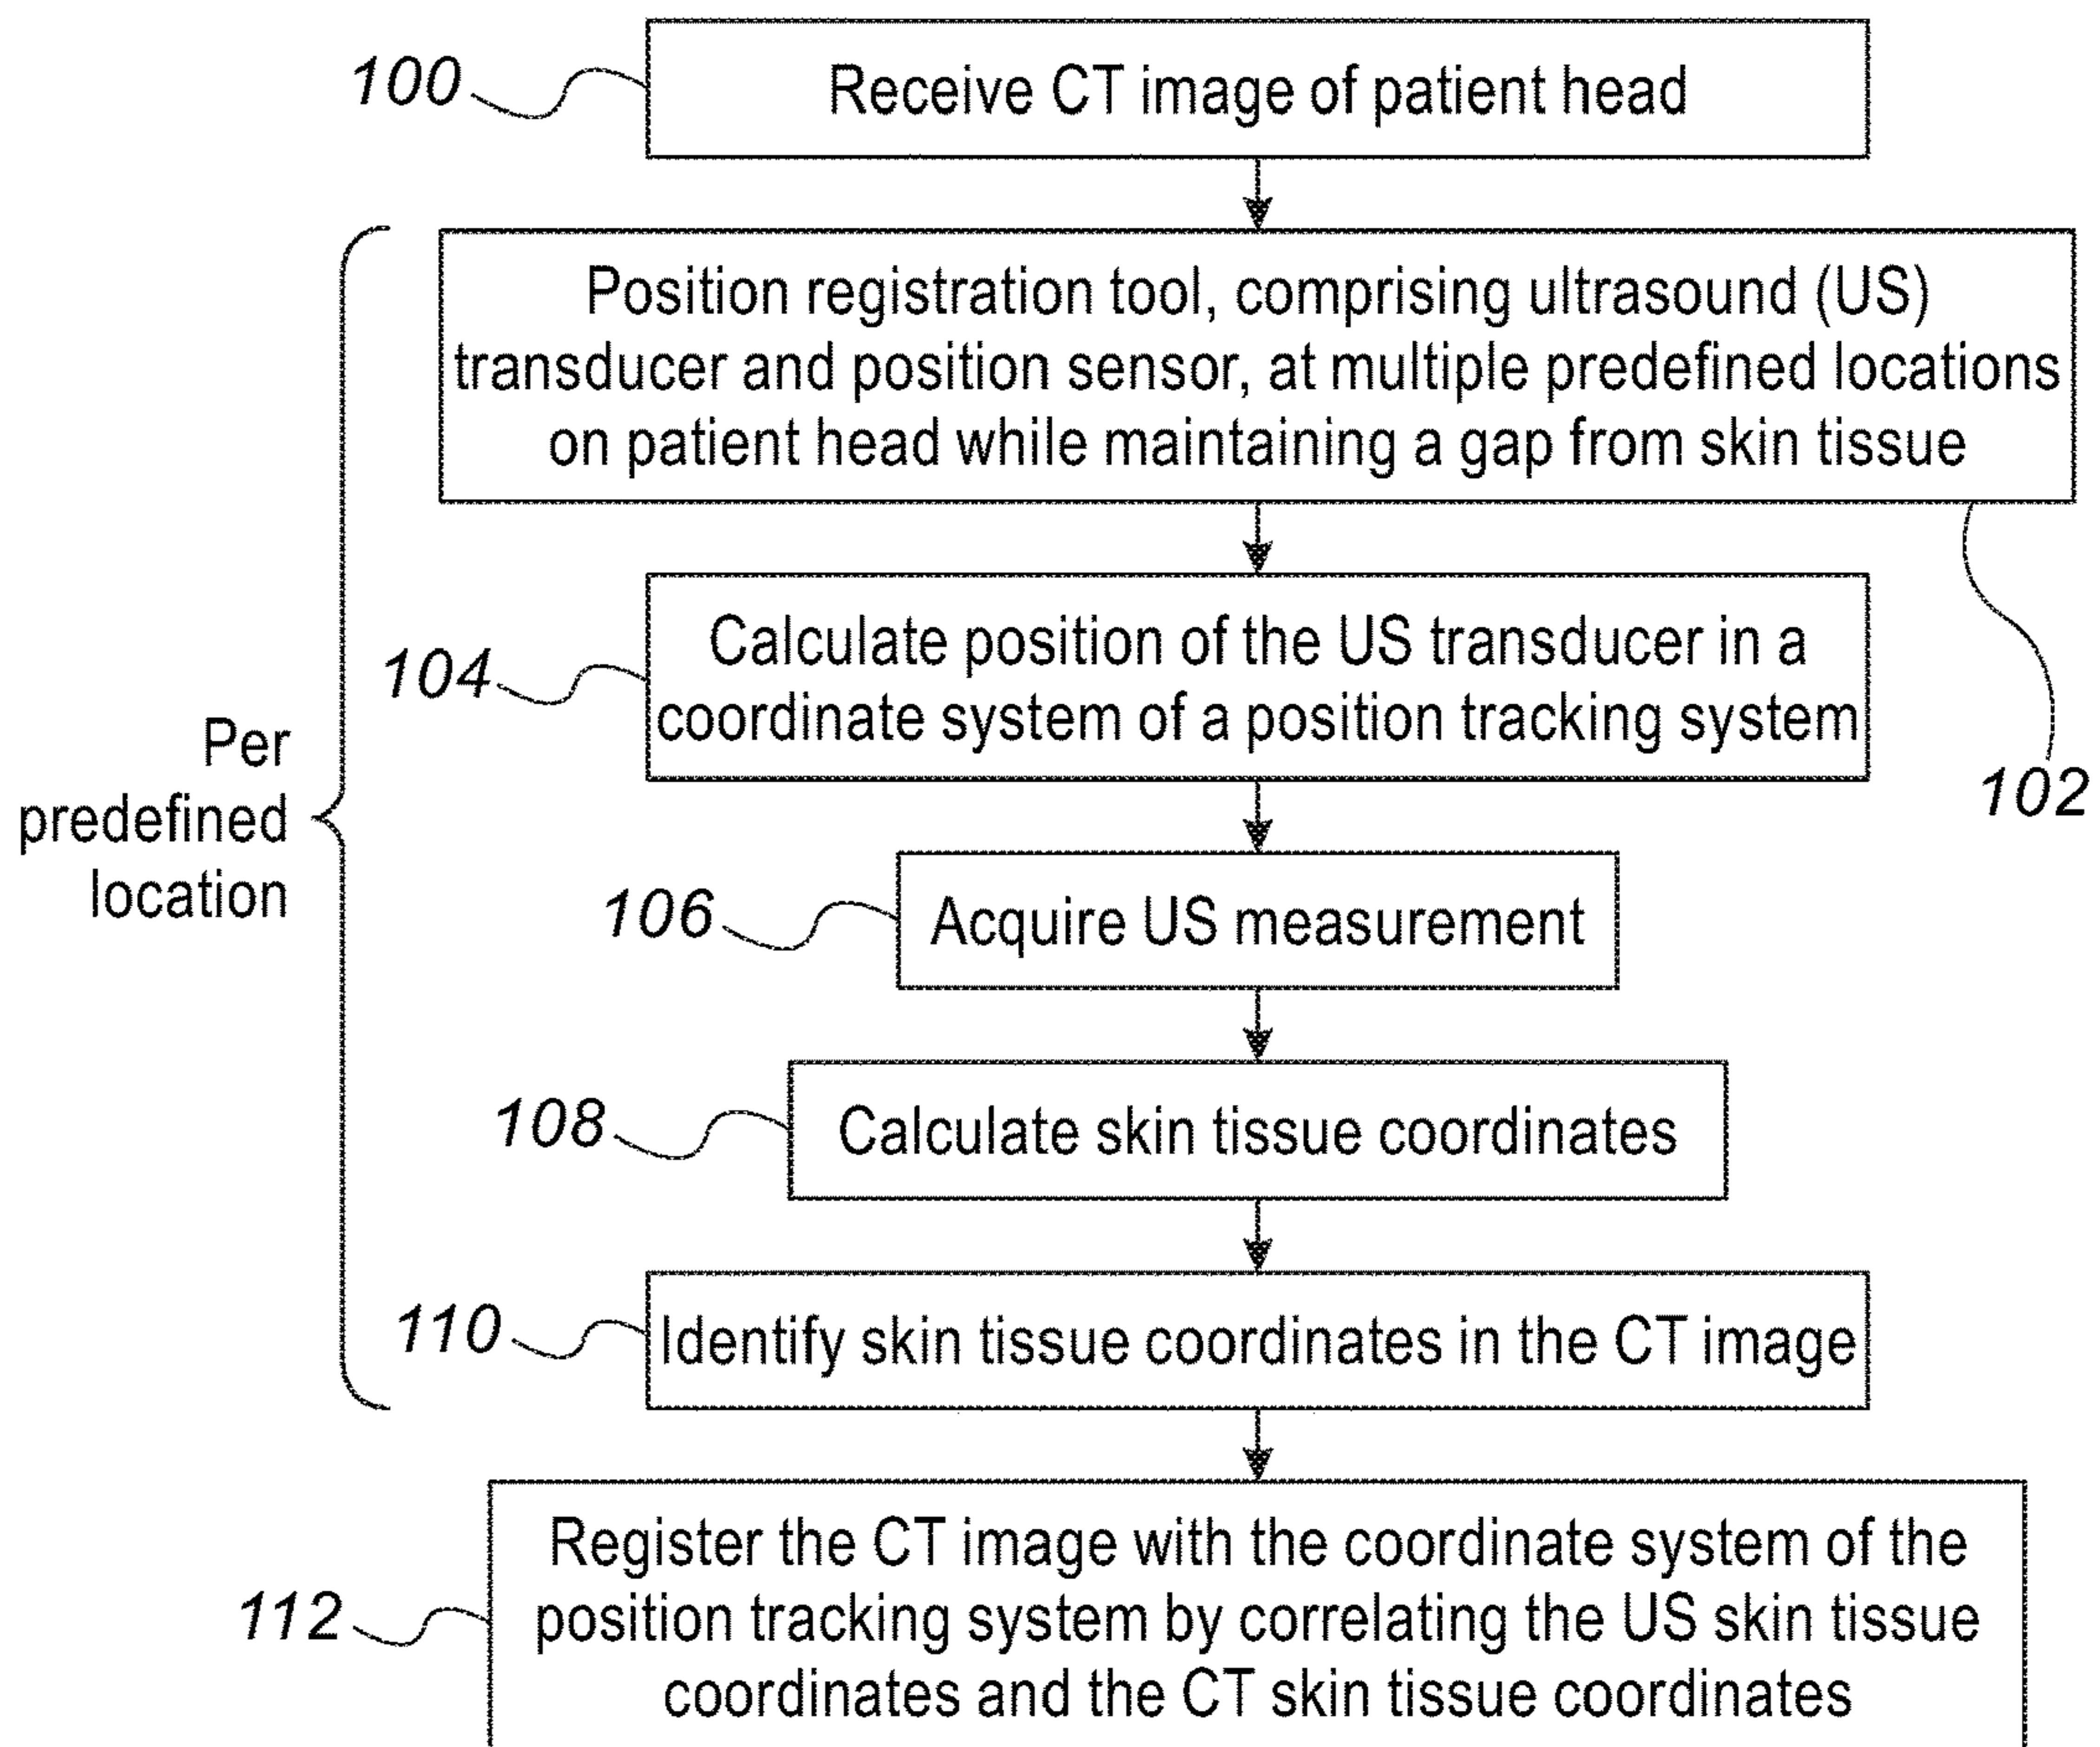 100
Receive CT image of patient head
Position registration tool, comprising ultrasound (US)
transducer and position sensor, at multiple predefined locations
on patient head while maintaining a gap from skin tissue
102
104
Calculate position of the US transducer in a
coordinate system of a position tracking system
Per
predefined
location
106
Acquire US measurement
108
Calculate skin tissue coordinates
110
Identify skin tissue coordinates in the CT image
112
Register the CT image with the coordinate system of the
position tracking system by correlating the US skin tissue
coordinates and the CT skin tissue coordinates